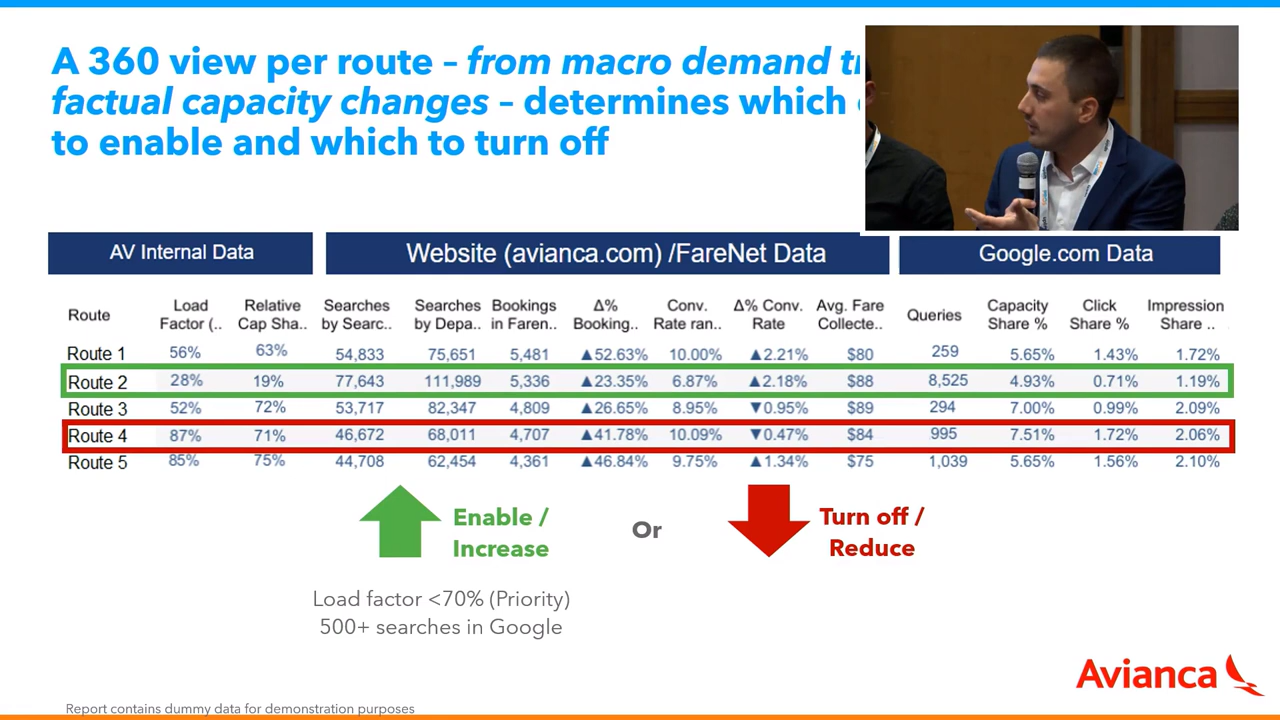 A 360 view per route – from macro demand
factual capacity changes – determines which
to enable and which to turn off
AV Internal Data
Website (avianca.com) /FareNet Data
Google.com Data
Route Load Factor (.. Relative Cap Sha.. Searches by Searc.. Searches by Depa.. Bookings in Faren.. Δ% Booking.. Conv. Rate ran.. Δ% Conv. Rate Avg. Fare Collecte.. Queries Capacity Share % Click Share % Impression Share ..
Route 1 56% 63% 54,833 75,651 5,481 ▲52.63% 10.00% ▲2.21% $80 259 5.65% 1.43% 1.72%
Route 2 28% 19% 77,643 111,989 5,336 ▲23.35% 6.87% ▲2.18% $88 8,525 4.93% 0.71% 1.19%
Route 3 52% 72% 53,717 82,347 4,809 ▲26.65% 8.95% ▼0.95% $89 294 7.00% 0.99% 2.09%
Route 4 87% 71% 46,672 68,011 4,707 ▲41.78% 10.09% ▼0.47% $84 995 7.51% 1.72% 2.06%
Route 5 85% 75% 44,708 62,454 4,361 ▲46.84% 9.75% ▲1.34% $75 1,039 5.65% 1.56% 2.10%
Enable /
Increase
Or
Turn off /
Reduce
Load factor <70% (Priority)
500+ searches in Google
Avianca
Report contains dummy data for demonstration purposes